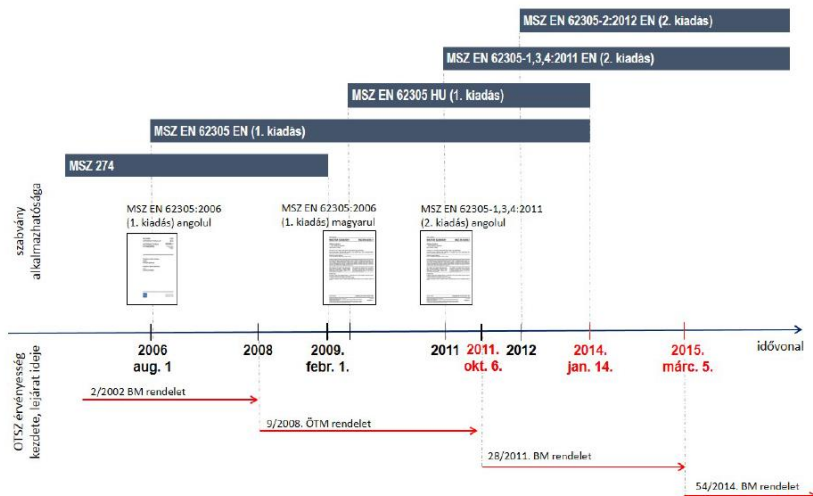 MSZ EN 62305-2:2012 EN (2. kiadás)
MSZ EN 62305-1,3,4:2011 EN (2. kiadás)
MSZ EN 62305 HU (1. kiadás)
MSZ EN 62305 EN (1. kiadás)
MSZ 274
szabvány
alkalmazhatósága
MSZ EN 62305:2006
(1. kiadás) angolul
MSZ EN 62305:2006
(1. kiadás) magyarul
MSZ EN 62305-1,3,4:2011
(2. kiadás) angolul
2006
aug. 1
2008
2009.
febr. 1.
2011
2011.
okt. 6.
2012
2014.
jan. 14.
2015.
márc. 5.
idővonal
OTSZ érvényesség
kezdete, lejárat ideje
2/2002 BM rendelet
9/2008. ÖTM rendelet
28/2011. BM rendelet
54/2014. BM rendelet